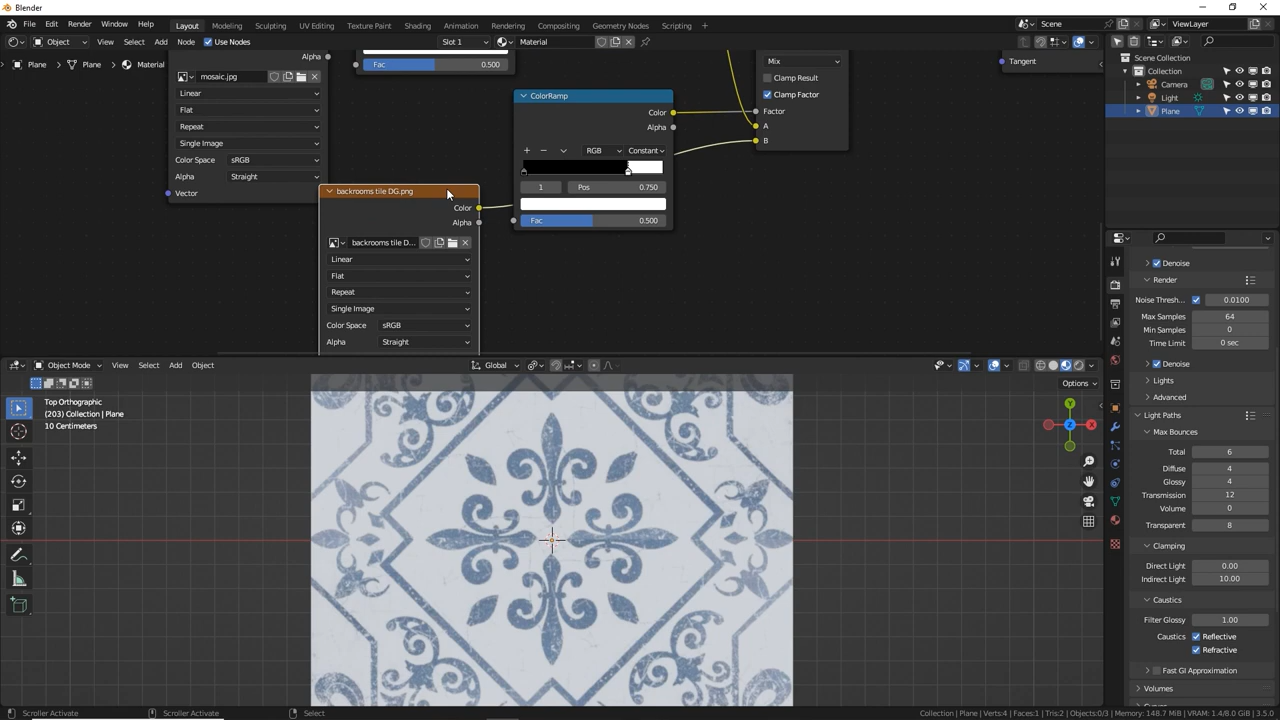 Blender
File Edit Render Window Help Layout Modeling Sculpting UV Editing Texture Paint Shading Animation Rendering Compositing Geometry Nodes Scripting + Scene ViewLayer
Object View Select Add Node Use Nodes Slot 1 Material
Plane Plane Material
Alpha
mosaic.jpg
Linear
Flat
Repeat
Single Image
Color Space sRGB
Alpha Straight
Vector
Fac 0.500
backrooms tile DG.png
Color
Alpha
backrooms tile D...
Linear
Flat
Repeat
Single Image
Color Space sRGB
Alpha Straight
ColorRamp
Color
Alpha
+ − RGB Constant
1 Pos 0.750
Fac 0.500
Mix
Clamp Result
Clamp Factor
Factor
A
B
Tangent
Scene Collection
Collection
Camera
Light
Plane
Denoise
Render
Noise Thresh... 0.0100
Max Samples 64
Min Samples 0
Time Limit 0 sec
Denoise
Lights
Advanced
Light Paths
Max Bounces
Total 6
Diffuse 4
Glossy 4
Transmission 12
Volume 0
Transparent 8
Clamping
Direct Light 0.00
Indirect Light 10.00
Caustics
Filter Glossy 1.00
Caustics Reflective
Refractive
Fast GI Approximation
Volumes
Object Mode View Select Add Object Global
Options
Top Orthographic
(203) Collection | Plane
10 Centimeters
Y
X
Z
Scroller Activate Scroller Activate Select Collection | Plane | Verts:4 | Faces:1 | Tris:2 | Objects:0/3 | Memory: 148.7 MiB | VRAM: 1.4/8.0 GiB | 3.5.0